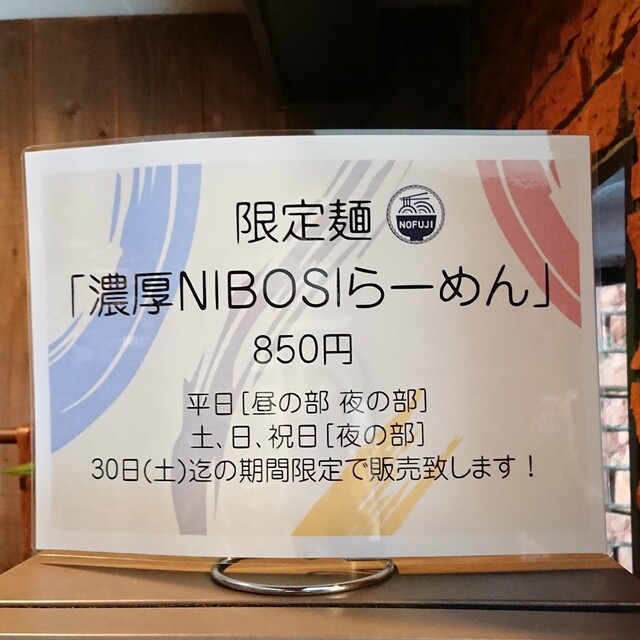 限定麺
NOFUJI
「濃厚NIBOSIらーめん」
850円
平日[昼の部 夜の部]
土、日、祝日[夜の部]
30日(土)迄の期間限定で販売致します!